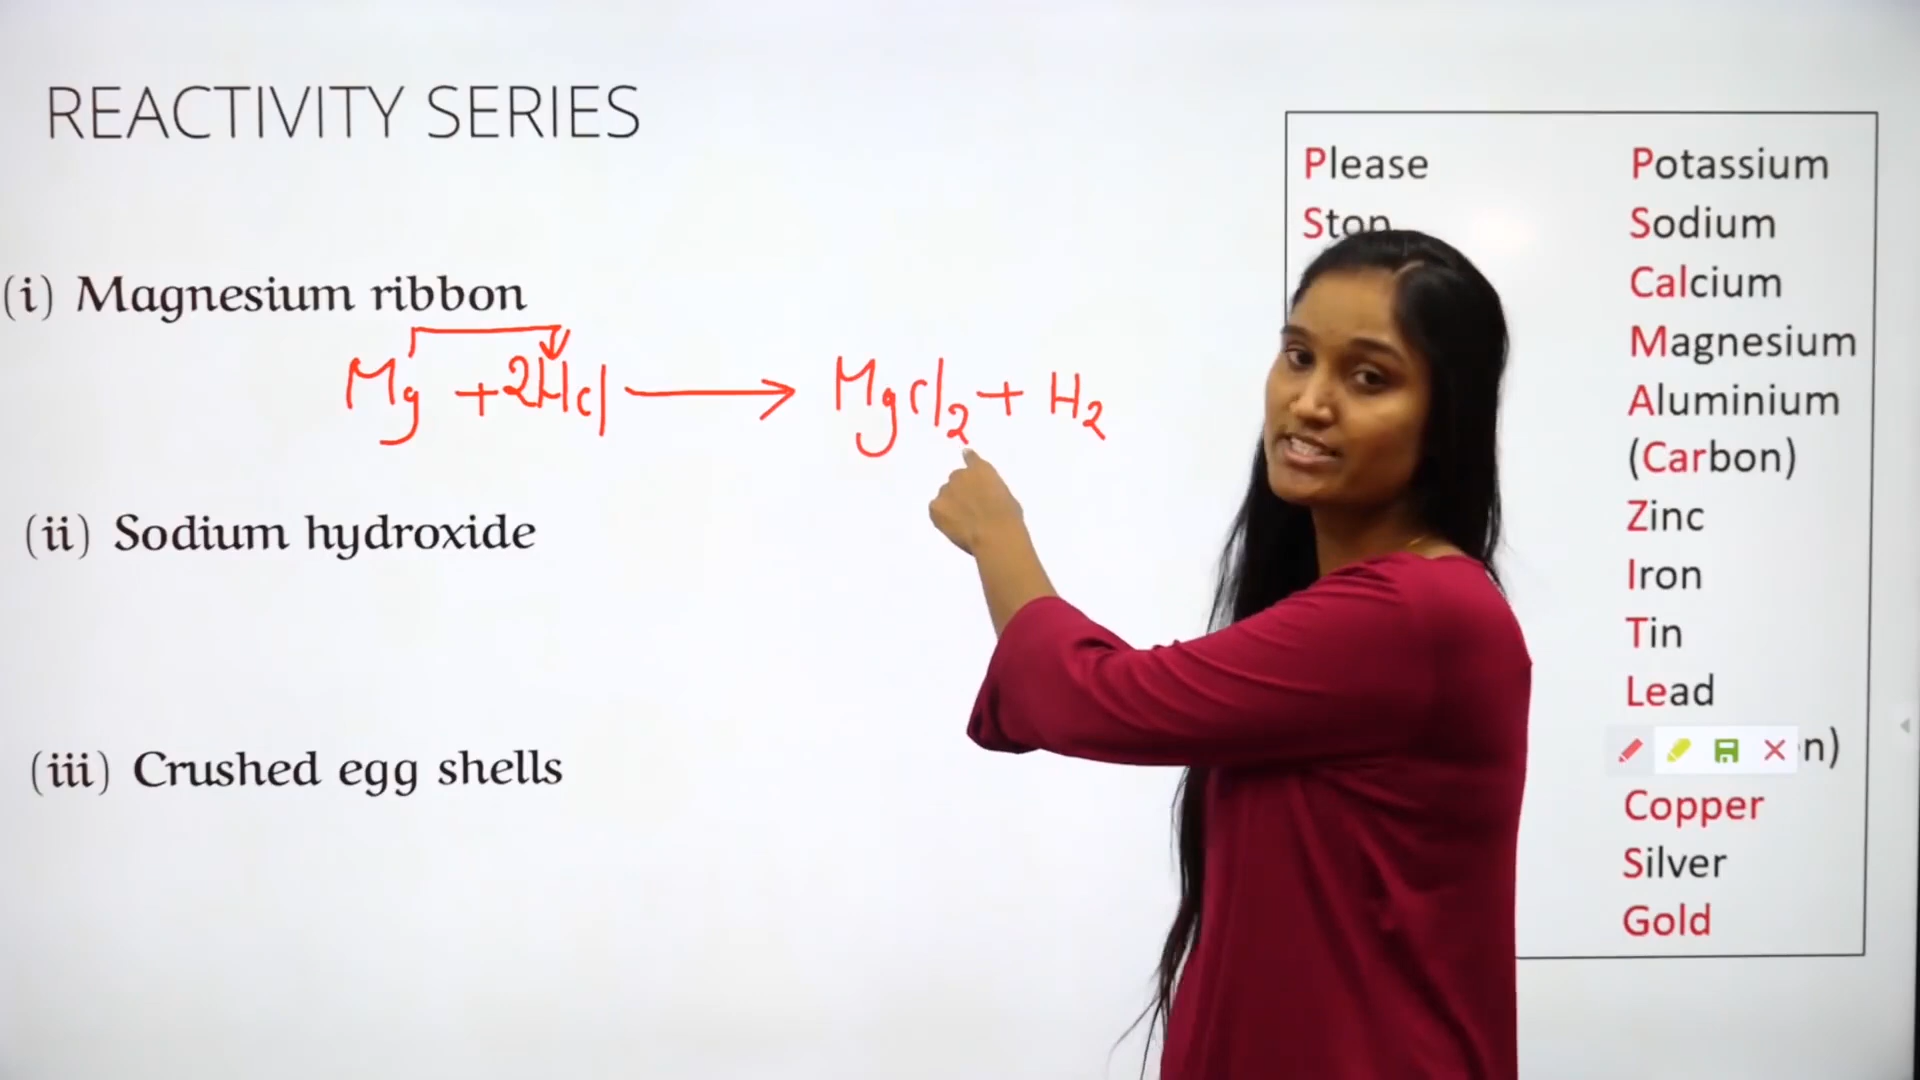 REACTIVITY SERIES
(i) Magnesium ribbon
Mg + 2HCl → MgCl₂ + H₂
(ii) Sodium hydroxide
(iii) Crushed egg shells
Please Potassium
Stop Sodium
Calcium
Magnesium
Aluminium
(Carbon)
Zinc
Iron
Tin
Lead
n)
Copper
Silver
Gold